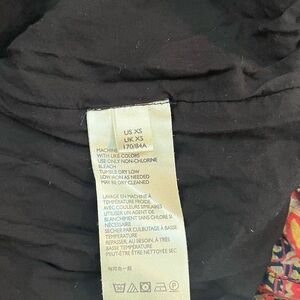 US XS
UK XS
170/84A
MACHINE
WITH LIKE COLORS
USE ONLY NON-CHLORINE
BLEACH
TUMBLE DRY LOW
LOW IRON AS NEEDED
MAY BE DRY CLEANED
LAVAGE EN MACHINE À
TEMPÉRATURE FROIDE
AVEC COULEURS SIMILAIRES
UTILISER UN AGENT DE
BLANCHIMENT SANS CHLORE SI
NÉCESSAIRE
SÉCHER PAR CULBUTAGE À BASSE
TEMPÉRATURE
REPASSER, AU BESOIN, À TRÈS
BASSE TEMPÉRATURE
PEUT-ÊTRE ÊTRE NETTOYER À SEC